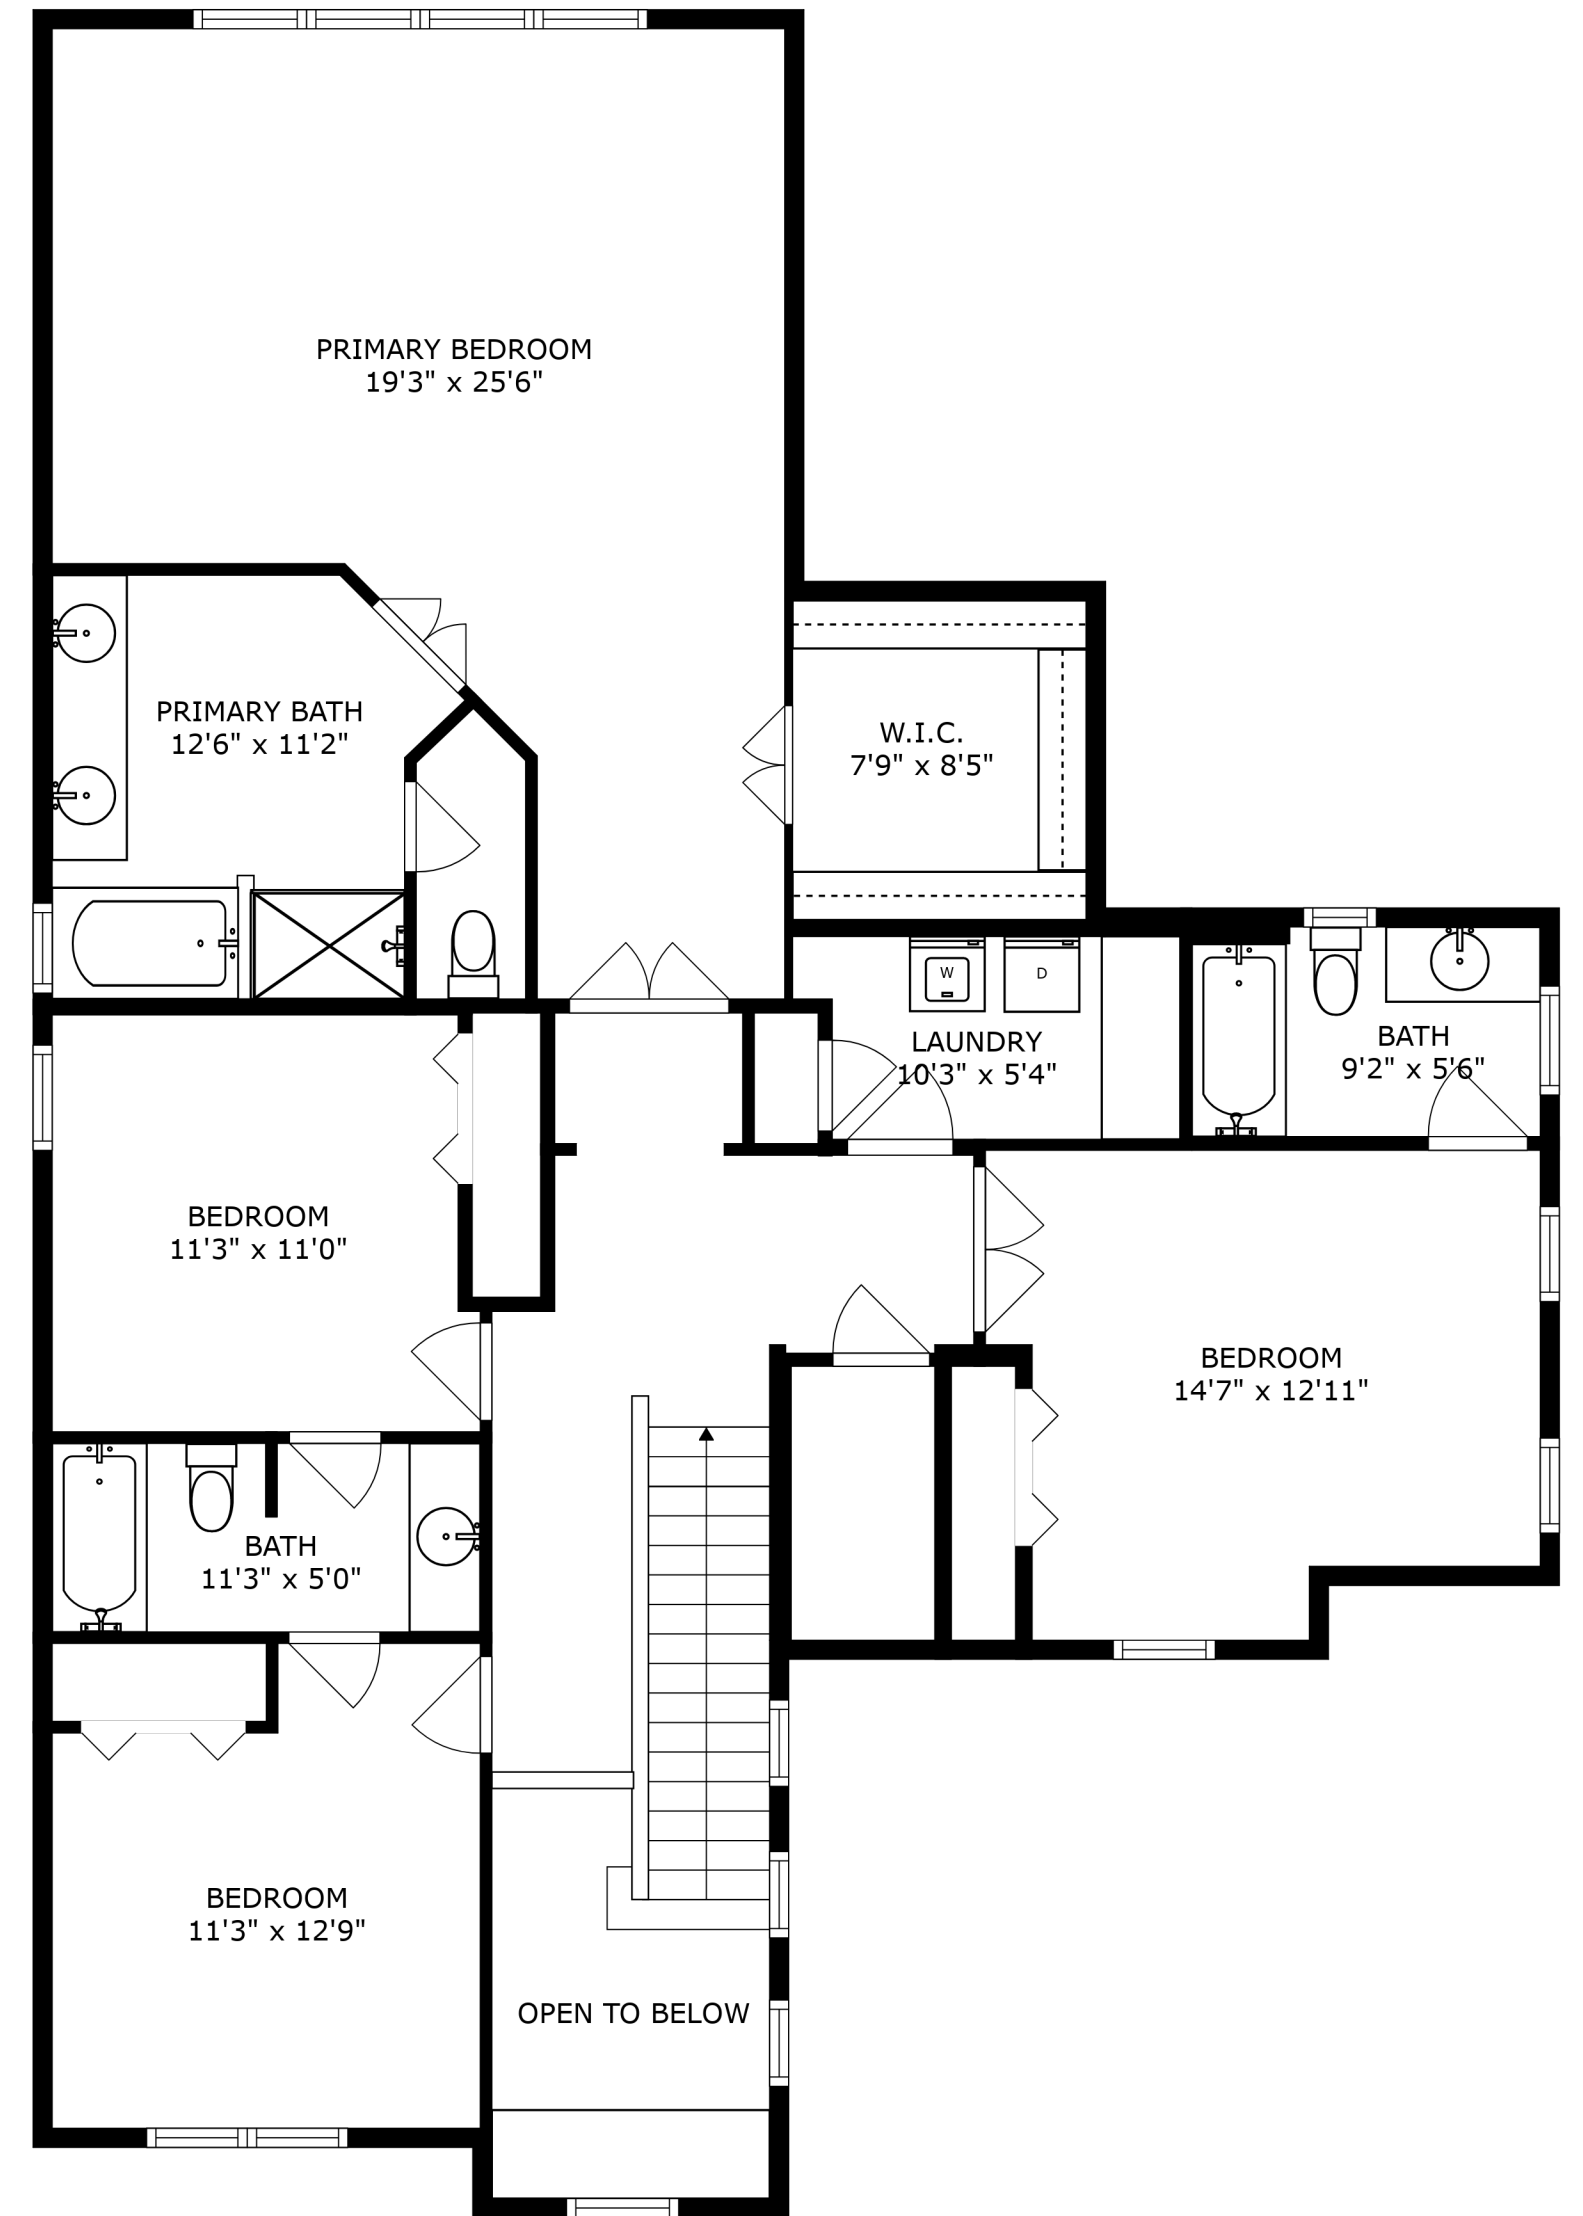 PRIMARY BEDROOM
19'3" x 25'6"
PRIMARY BATH
12'6" x 11'2"
W.I.C.
7'9" x 8'5"
W
D
LAUNDRY
10'3" x 5'4"
BATH
9'2" x 5'6"
BEDROOM
11'3" x 11'0"
BEDROOM
14'7" x 12'11"
BATH
11'3" x 5'0"
BEDROOM
11'3" x 12'9"
OPEN TO BELOW